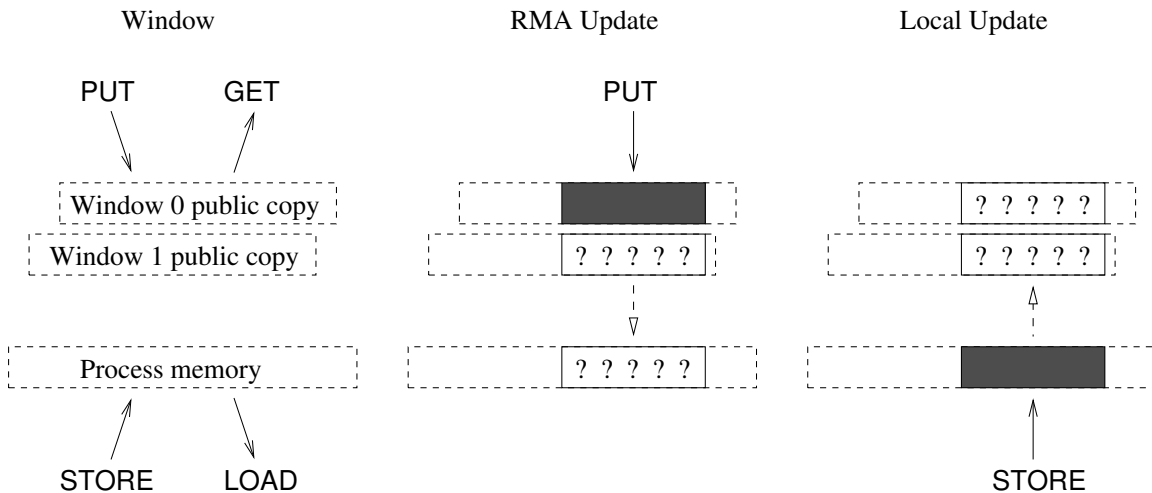 Window RMA Update Local Update
PUT GET PUT
Window 0 public copy ? ? ? ? ?
Window 1 public copy ? ? ? ? ? ? ? ? ? ?
Process memory ? ? ? ? ?
STORE LOAD STORE